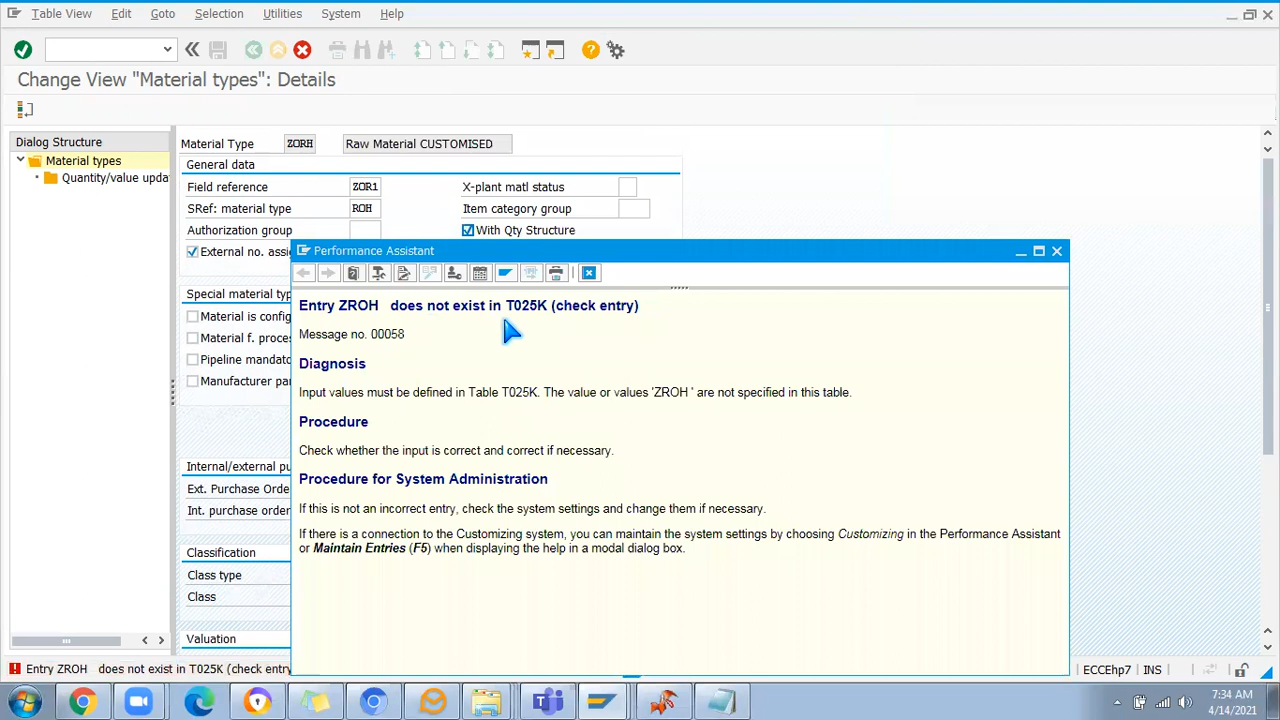 Table View Edit Goto Selection Utilities System Help
Change View "Material types": Details
Dialog Structure
Material types
Quantity/value upda
Material Type ZORH Raw Material CUSTOMISED
General data
Field reference ZOR1 X-plant matl status
SRef: material type ROH Item category group
Authorization group With Qty Structure
External no. assi
Special material typ
Material is config
Material f. proces
Pipeline mandato
Manufacturer par
Internal/external pu
Ext. Purchase Orde
Int. purchase order
Classification
Class type
Class
Valuation
Performance Assistant
Entry ZROH does not exist in T025K (check entry)
Message no. 00058
Diagnosis
Input values must be defined in Table T025K. The value or values 'ZROH ' are not specified in this table.
Procedure
Check whether the input is correct and correct if necessary.
Procedure for System Administration
If this is not an incorrect entry, check the system settings and change them if necessary.
If there is a connection to the Customizing system, you can maintain the system settings by choosing Customizing in the Performance Assistant
or Maintain Entries (F5) when displaying the help in a modal dialog box.
Entry ZROH does not exist in T025K (check entry
ECCEhp7 INS
7:34 AM
4/14/2021